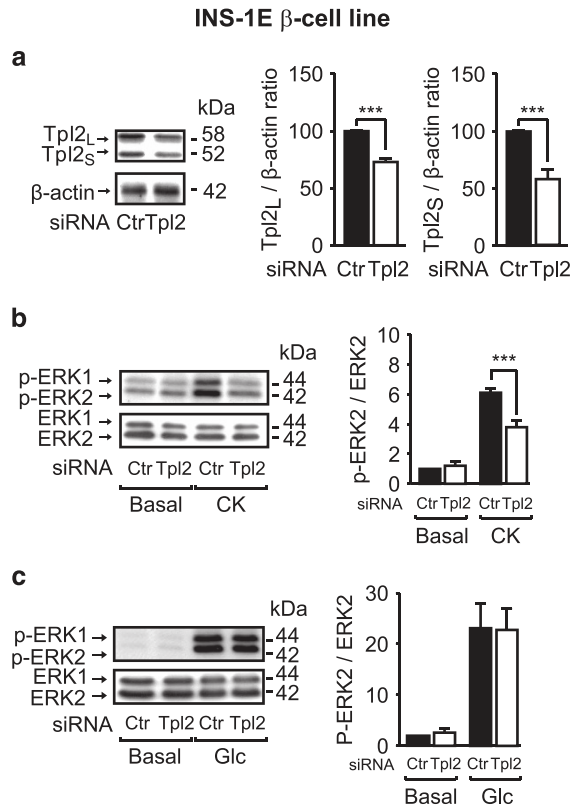 INS-1E β-cell line
a
kDa
Tpl2L
58
Tpl2S
52
β-actin
42
siRNA CtrTpl2
Tpl2L / β-actin ratio
150
100
50
0
***
siRNA Ctr Tpl2
Tpl2S / β-actin ratio
150
100
50
0
***
siRNA Ctr Tpl2
b
kDa
p-ERK1
44
p-ERK2
42
ERK1
44
ERK2
42
siRNA Ctr Tpl2 Ctr Tpl2
Basal CK
p-ERK2 / ERK2
10
8
6
4
2
0
***
siRNA Ctr Tpl2 Ctr Tpl2
Basal CK
c
kDa
p-ERK1
44
p-ERK2
42
ERK1
44
ERK2
42
siRNA Ctr Tpl2 Ctr Tpl2
Basal Glc
P-ERK2 / ERK2
30
20
10
0
siRNA Ctr Tpl2 Ctr Tpl2
Basal Glc